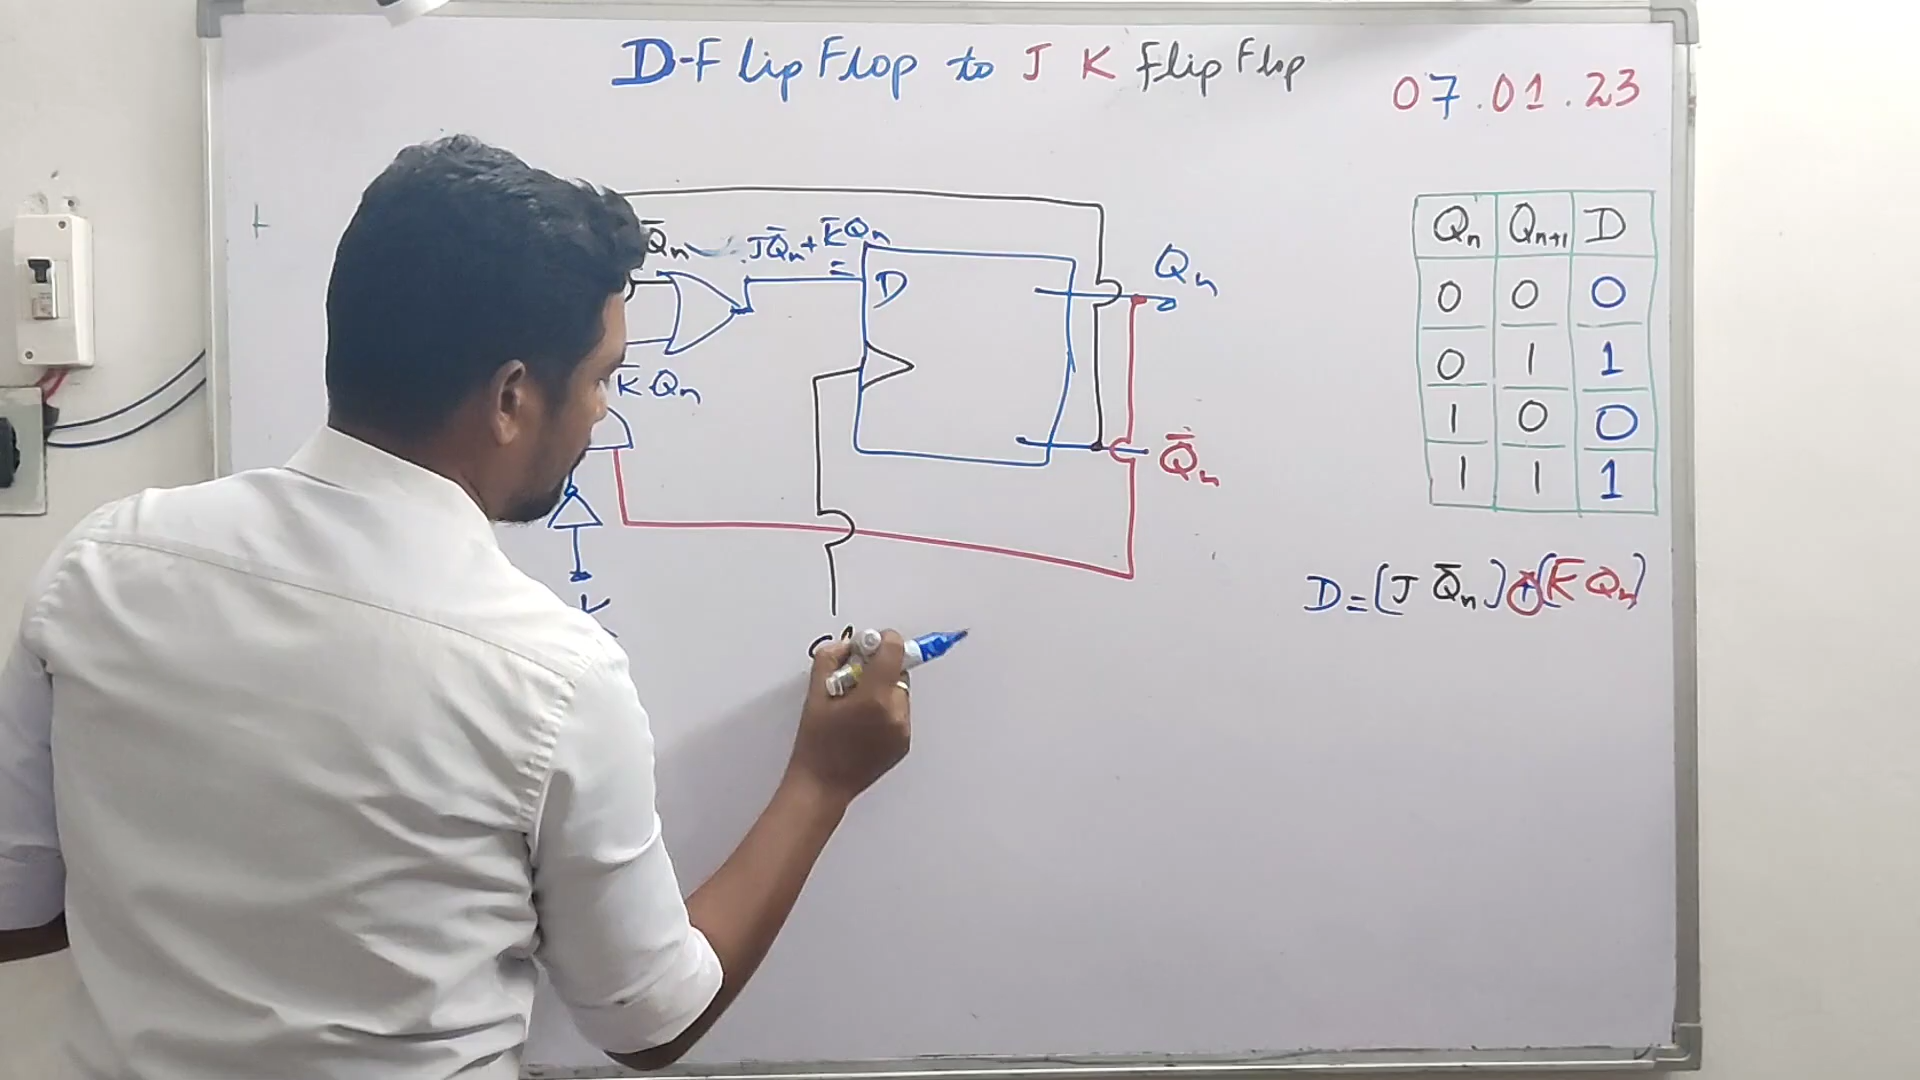 D-Flip Flop to J K flip Flop
07.01.23
Q̄n
JQ̄n + K̄Qn
D
Qn
K̄ Qn
Q̄n
K
Qn Qn+1 D
0 0 0
0 1 1
1 0 0
1 1 1
D = (J Q̄n) + (K̄ Qn)